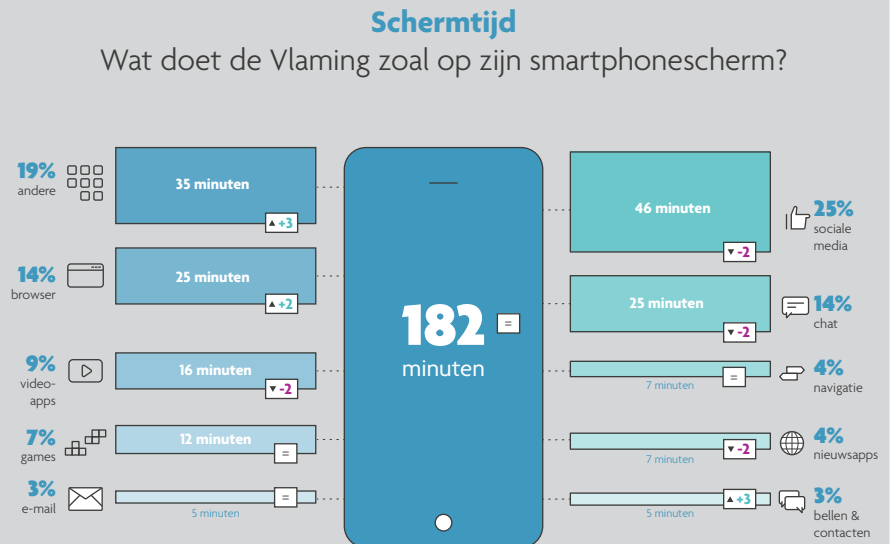 Schermtijd
Wat doet de Vlaming zoal op zijn smartphonescherm?
19%
andere
35 minuten
▲ +3
14%
browser
25 minuten
▲ +2
9%
video-
apps
16 minuten
▼ -2
7%
games
12 minuten
=
3%
e-mail
=
5 minuten
182 =
minuten
46 minuten
▼ -2
25%
sociale
media
25 minuten
▼ -2
14%
chat
=
7 minuten
4%
navigatie
▼ -2
7 minuten
4%
nieuwsapps
▲ +3
5 minuten
3%
bellen &
contacten